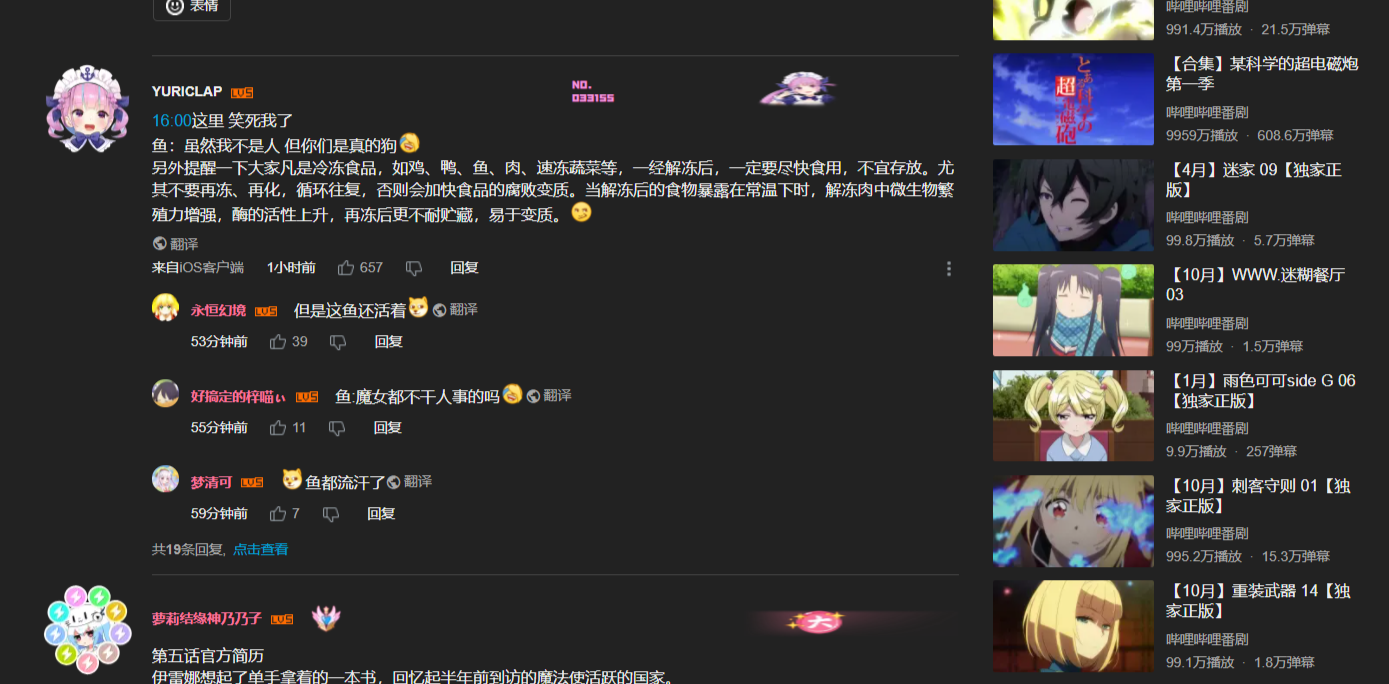 表情
YURICLAP LV5
NO.
033155
16:00这里 笑死我了
鱼：虽然我不是人 但你们是真的狗
另外提醒一下大家凡是冷冻食品，如鸡、鸭、鱼、肉、速冻蔬菜等，一经解冻后，一定要尽快食用，不宜存放。尤
其不要再冻、再化，循环往复，否则会加快食品的腐败变质。当解冻后的食物暴露在常温下时，解冻肉中微生物繁
殖力增强，酶的活性上升，再冻后更不耐贮藏，易于变质。
翻译
来自iOS客户端 1小时前 657 回复
永恒幻境 LV5 但是这鱼还活着 翻译
53分钟前 39 回复
好搞定的梓喵ぃ LV5 鱼:魔女都不干人事的吗 翻译
55分钟前 11 回复
梦清可 LV5 鱼都流汗了 翻译
59分钟前 7 回复
共19条回复, 点击查看
萝莉结缘神乃乃子 LV5
大
第五话官方简历
伊雷娜想起了单手拿着的一本书，回忆起半年前到访的魔法使活跃的国家。
哔哩哔哩番剧
991.4万播放 · 21.5万弹幕
とある科学の
超電磁砲
【合集】某科学的超电磁炮
第一季
哔哩哔哩番剧
9959万播放 · 608.6万弹幕
【4月】迷家 09【独家正
版】
哔哩哔哩番剧
99.8万播放 · 5.7万弹幕
【10月】WWW.迷糊餐厅
03
哔哩哔哩番剧
99万播放 · 1.5万弹幕
【1月】雨色可可side G 06
【独家正版】
哔哩哔哩番剧
9.9万播放 · 257弹幕
【10月】刺客守则 01【独
家正版】
哔哩哔哩番剧
995.2万播放 · 15.3万弹幕
【10月】重装武器 14【独
家正版】
哔哩哔哩番剧
99.1万播放 · 1.8万弹幕